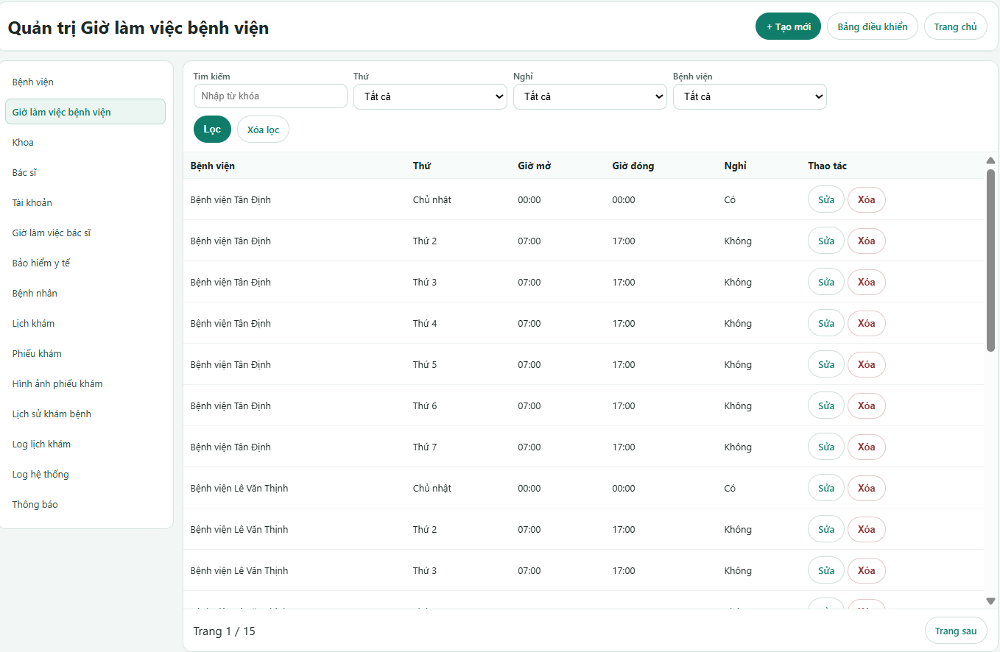 Quản trị Giờ làm việc bệnh viện
+ Tạo mới Bảng điều khiển Trang chủ
Bệnh viện
Giờ làm việc bệnh viện
Khoa
Bác sĩ
Tài khoản
Giờ làm việc bác sĩ
Bảo hiểm y tế
Bệnh nhân
Lịch khám
Phiếu khám
Hình ảnh phiếu khám
Lịch sử khám bệnh
Log lịch khám
Log hệ thống
Thông báo
Tìm kiếm Thứ Nghỉ Bệnh viện
Nhập từ khóa Tất cả Tất cả Tất cả
Lọc Xóa lọc
Bệnh viện Thứ Giờ mở Giờ đóng Nghỉ Thao tác
Bệnh viện Tân Định Chủ nhật 00:00 00:00 Có Sửa Xóa
Bệnh viện Tân Định Thứ 2 07:00 17:00 Không Sửa Xóa
Bệnh viện Tân Định Thứ 3 07:00 17:00 Không Sửa Xóa
Bệnh viện Tân Định Thứ 4 07:00 17:00 Không Sửa Xóa
Bệnh viện Tân Định Thứ 5 07:00 17:00 Không Sửa Xóa
Bệnh viện Tân Định Thứ 6 07:00 17:00 Không Sửa Xóa
Bệnh viện Tân Định Thứ 7 07:00 17:00 Không Sửa Xóa
Bệnh viện Lê Văn Thịnh Chủ nhật 00:00 00:00 Có Sửa Xóa
Bệnh viện Lê Văn Thịnh Thứ 2 07:00 17:00 Không Sửa Xóa
Bệnh viện Lê Văn Thịnh Thứ 3 07:00 17:00 Không Sửa Xóa
Trang 1 / 15 Trang sau